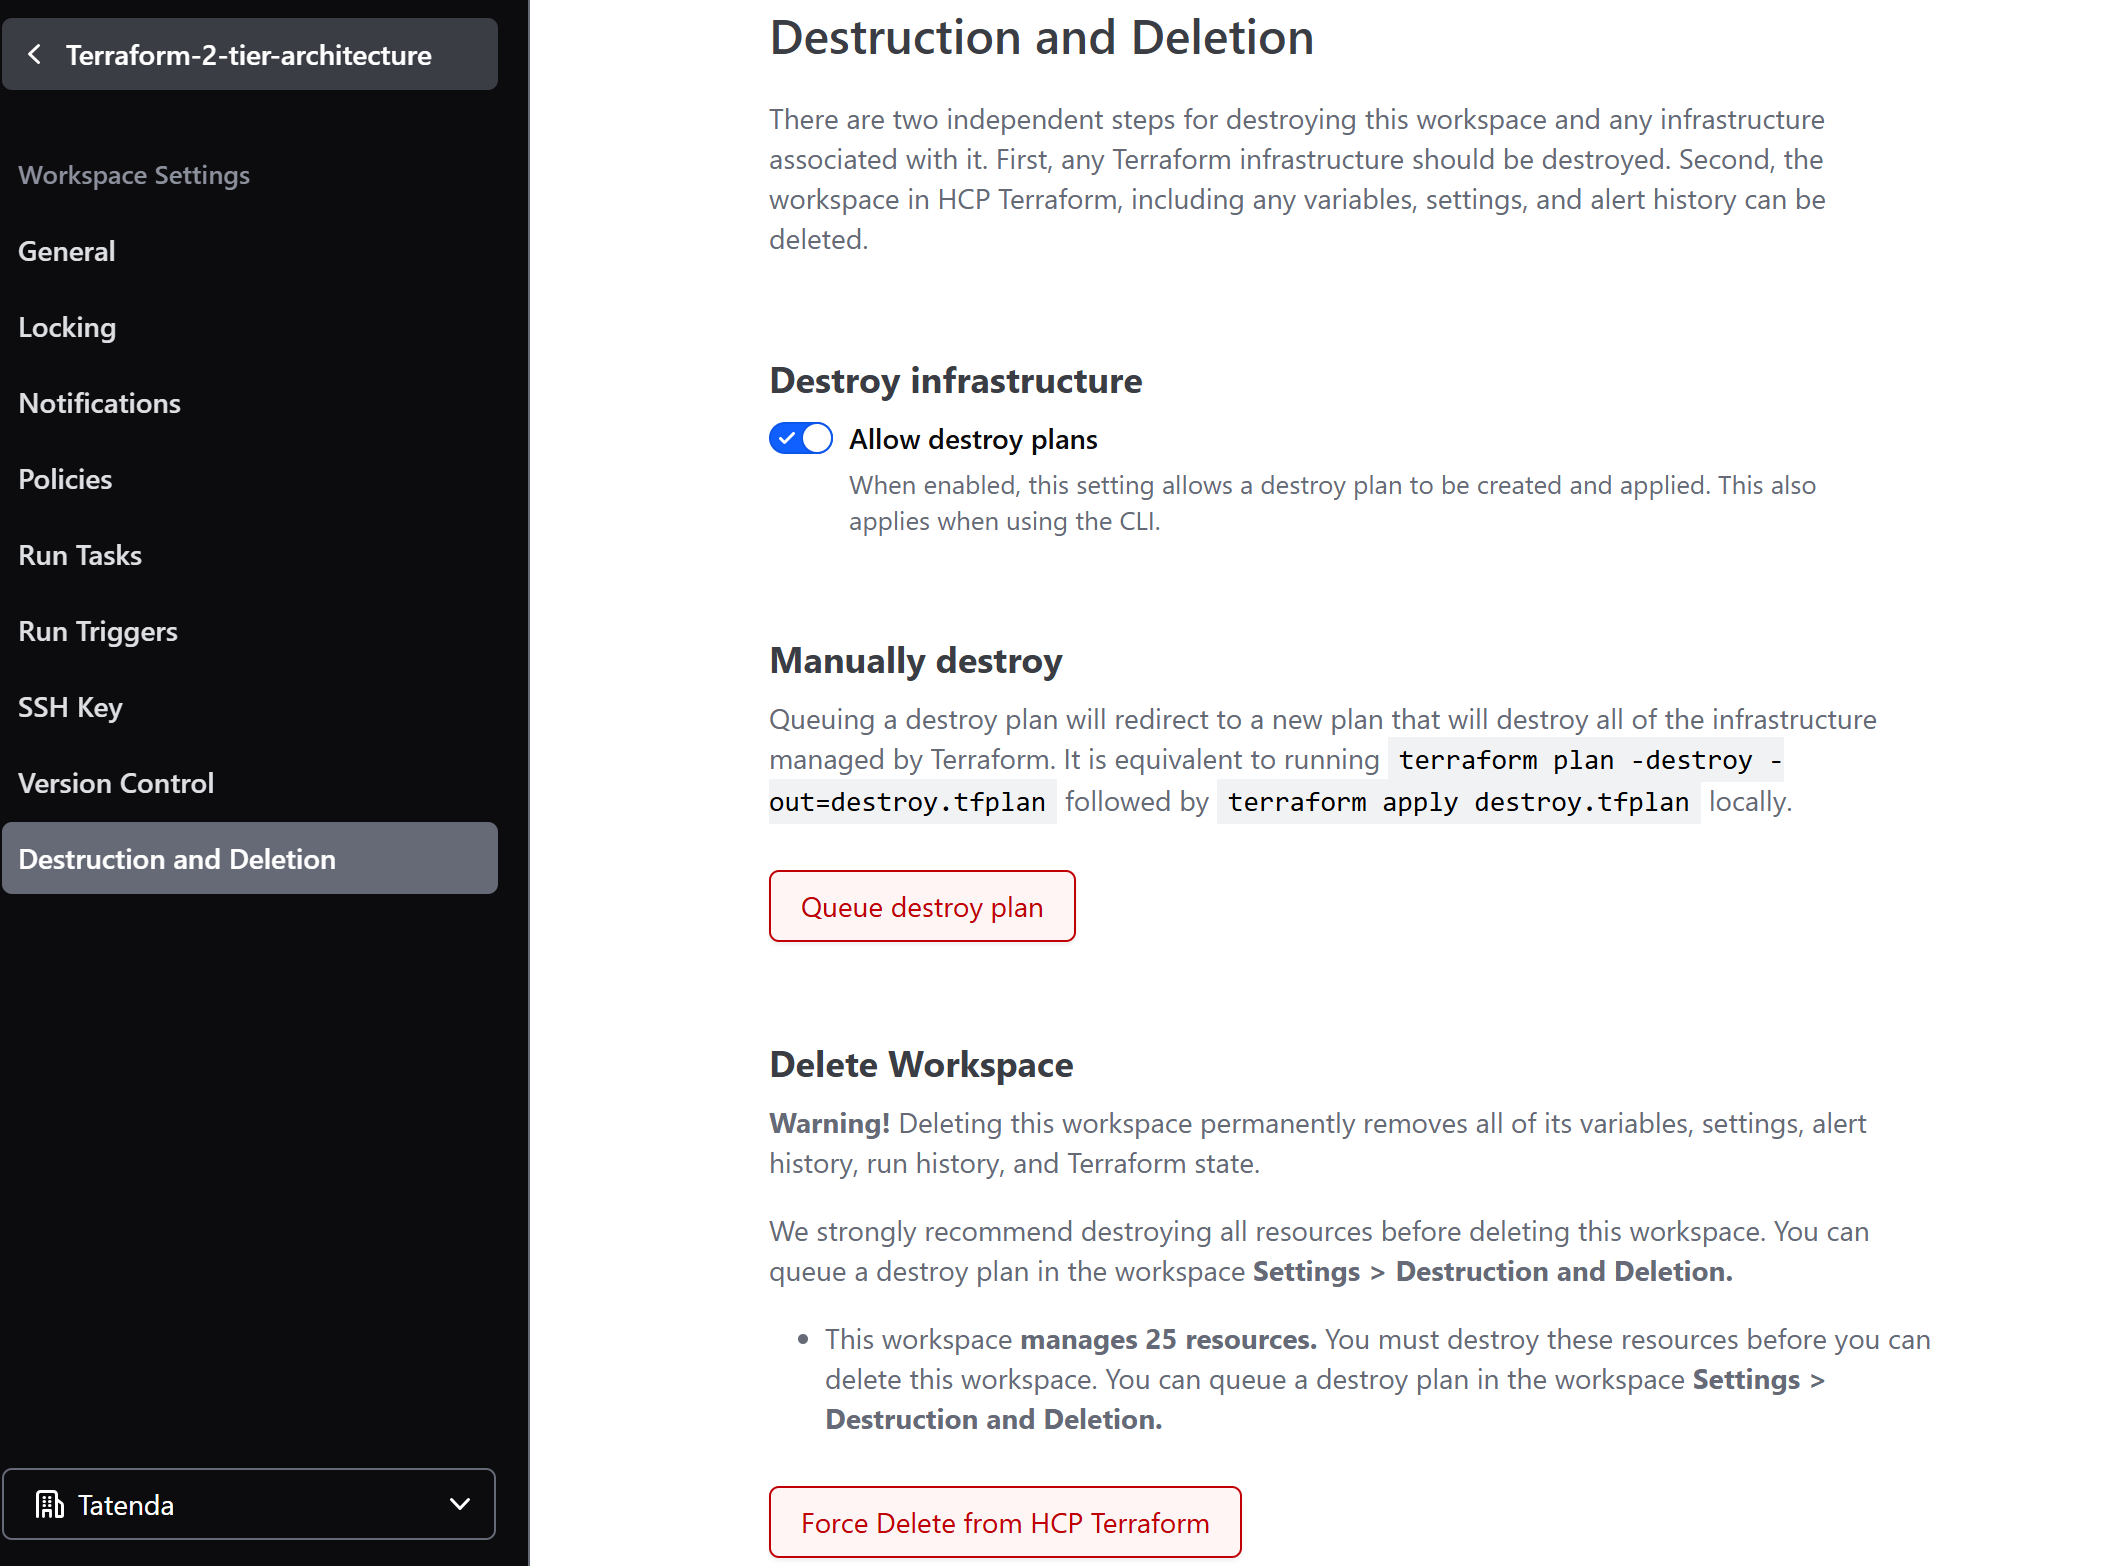 Terraform-2-tier-architecture
Workspace Settings
General
Locking
Notifications
Policies
Run Tasks
Run Triggers
SSH Key
Version Control
Destruction and Deletion
Tatenda
Destruction and Deletion
There are two independent steps for destroying this workspace and any infrastructure
associated with it. First, any Terraform infrastructure should be destroyed. Second, the
workspace in HCP Terraform, including any variables, settings, and alert history can be
deleted.
Destroy infrastructure
Allow destroy plans
When enabled, this setting allows a destroy plan to be created and applied. This also
applies when using the CLI.
Manually destroy
Queuing a destroy plan will redirect to a new plan that will destroy all of the infrastructure
managed by Terraform. It is equivalent to running terraform plan -destroy -
out=destroy.tfplan followed by terraform apply destroy.tfplan locally.
Queue destroy plan
Delete Workspace
Warning! Deleting this workspace permanently removes all of its variables, settings, alert
history, run history, and Terraform state.
We strongly recommend destroying all resources before deleting this workspace. You can
queue a destroy plan in the workspace Settings > Destruction and Deletion.
• This workspace manages 25 resources. You must destroy these resources before you can
delete this workspace. You can queue a destroy plan in the workspace Settings >
Destruction and Deletion.
Force Delete from HCP Terraform